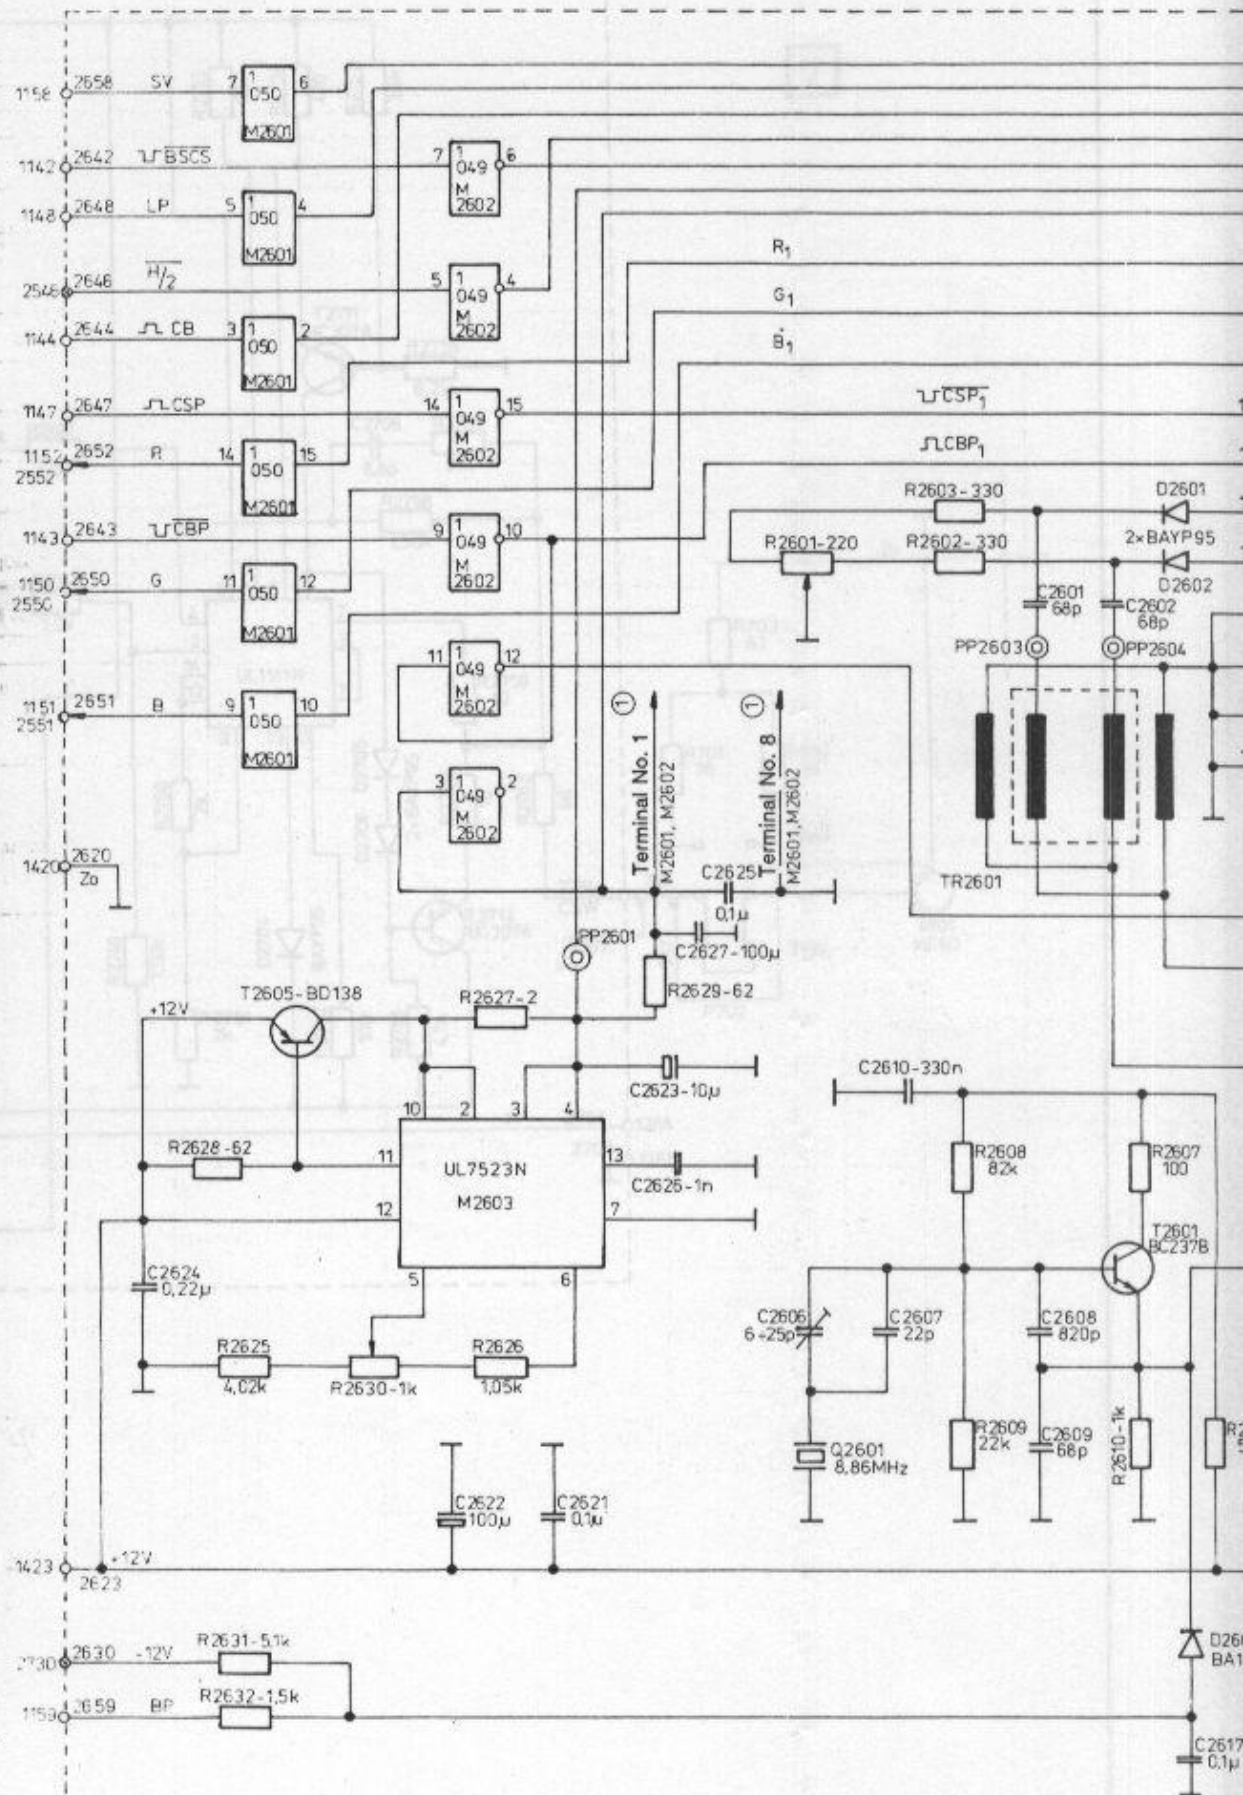 1158 2658 SV 7 1 6
050
M2601
1142 2642 BSCS 7 1 6
049
M
2602
1148 2648 LP 5 1 4
050
M2601
R1
2546 2646 H/2 5 1 4
049
M
2602
G1
1144 2644 CB 3 1 2
050
M2601
B1
1147 2647 CSP 14 1 15
049
M
2602
CSP1
1152 2652 R 14 1 15
2552
050
M2601
CBP1
R2603-330 D2601
1143 2643 CBP 9 1 10
049
M
2602
R2601-220 R2602-330 2×BAYP95
D2602
1150 2650 G 11 1 12
2550
050
M2601
C2601
68p
C2602
68p
PP2603 PP2604
11 1 12
049
M
2602
1151 2651 B 9 1 10
2551
050
M2601
1 1
Terminal No. 1
M2601, M2602
Terminal No. 8
M2601, M2602
3 1 2
049
M
2602
1420 2620
Zo
C2625
0,1µ
TR2601
C2627-100µ
PP2601
R2629-62
T2605-BD138
+12V
R2627-2
C2623-10µ
C2610-330n
10 2 3 4
R2628-62
11 UL7523N 13
M2603
C2625-1n
12 7
5 6
R2608
82k
R2607
100
T2601
BC237B
C2624
0,22µ
C2606
6÷25p
C2607
22p
C2608
820p
R2625
4,02k
R2630-1k
R2626
1,05k
R2609
22k
C2609
68p
R2610-1k
Q2601
8,86MHz
C2622
100µ
C2621
0,1µ
1423 +12V
2623
2630 -12V R2631-5,1k
D260
BA1
1159 2659 BP R2632-1,5k
C2617
0,1µ